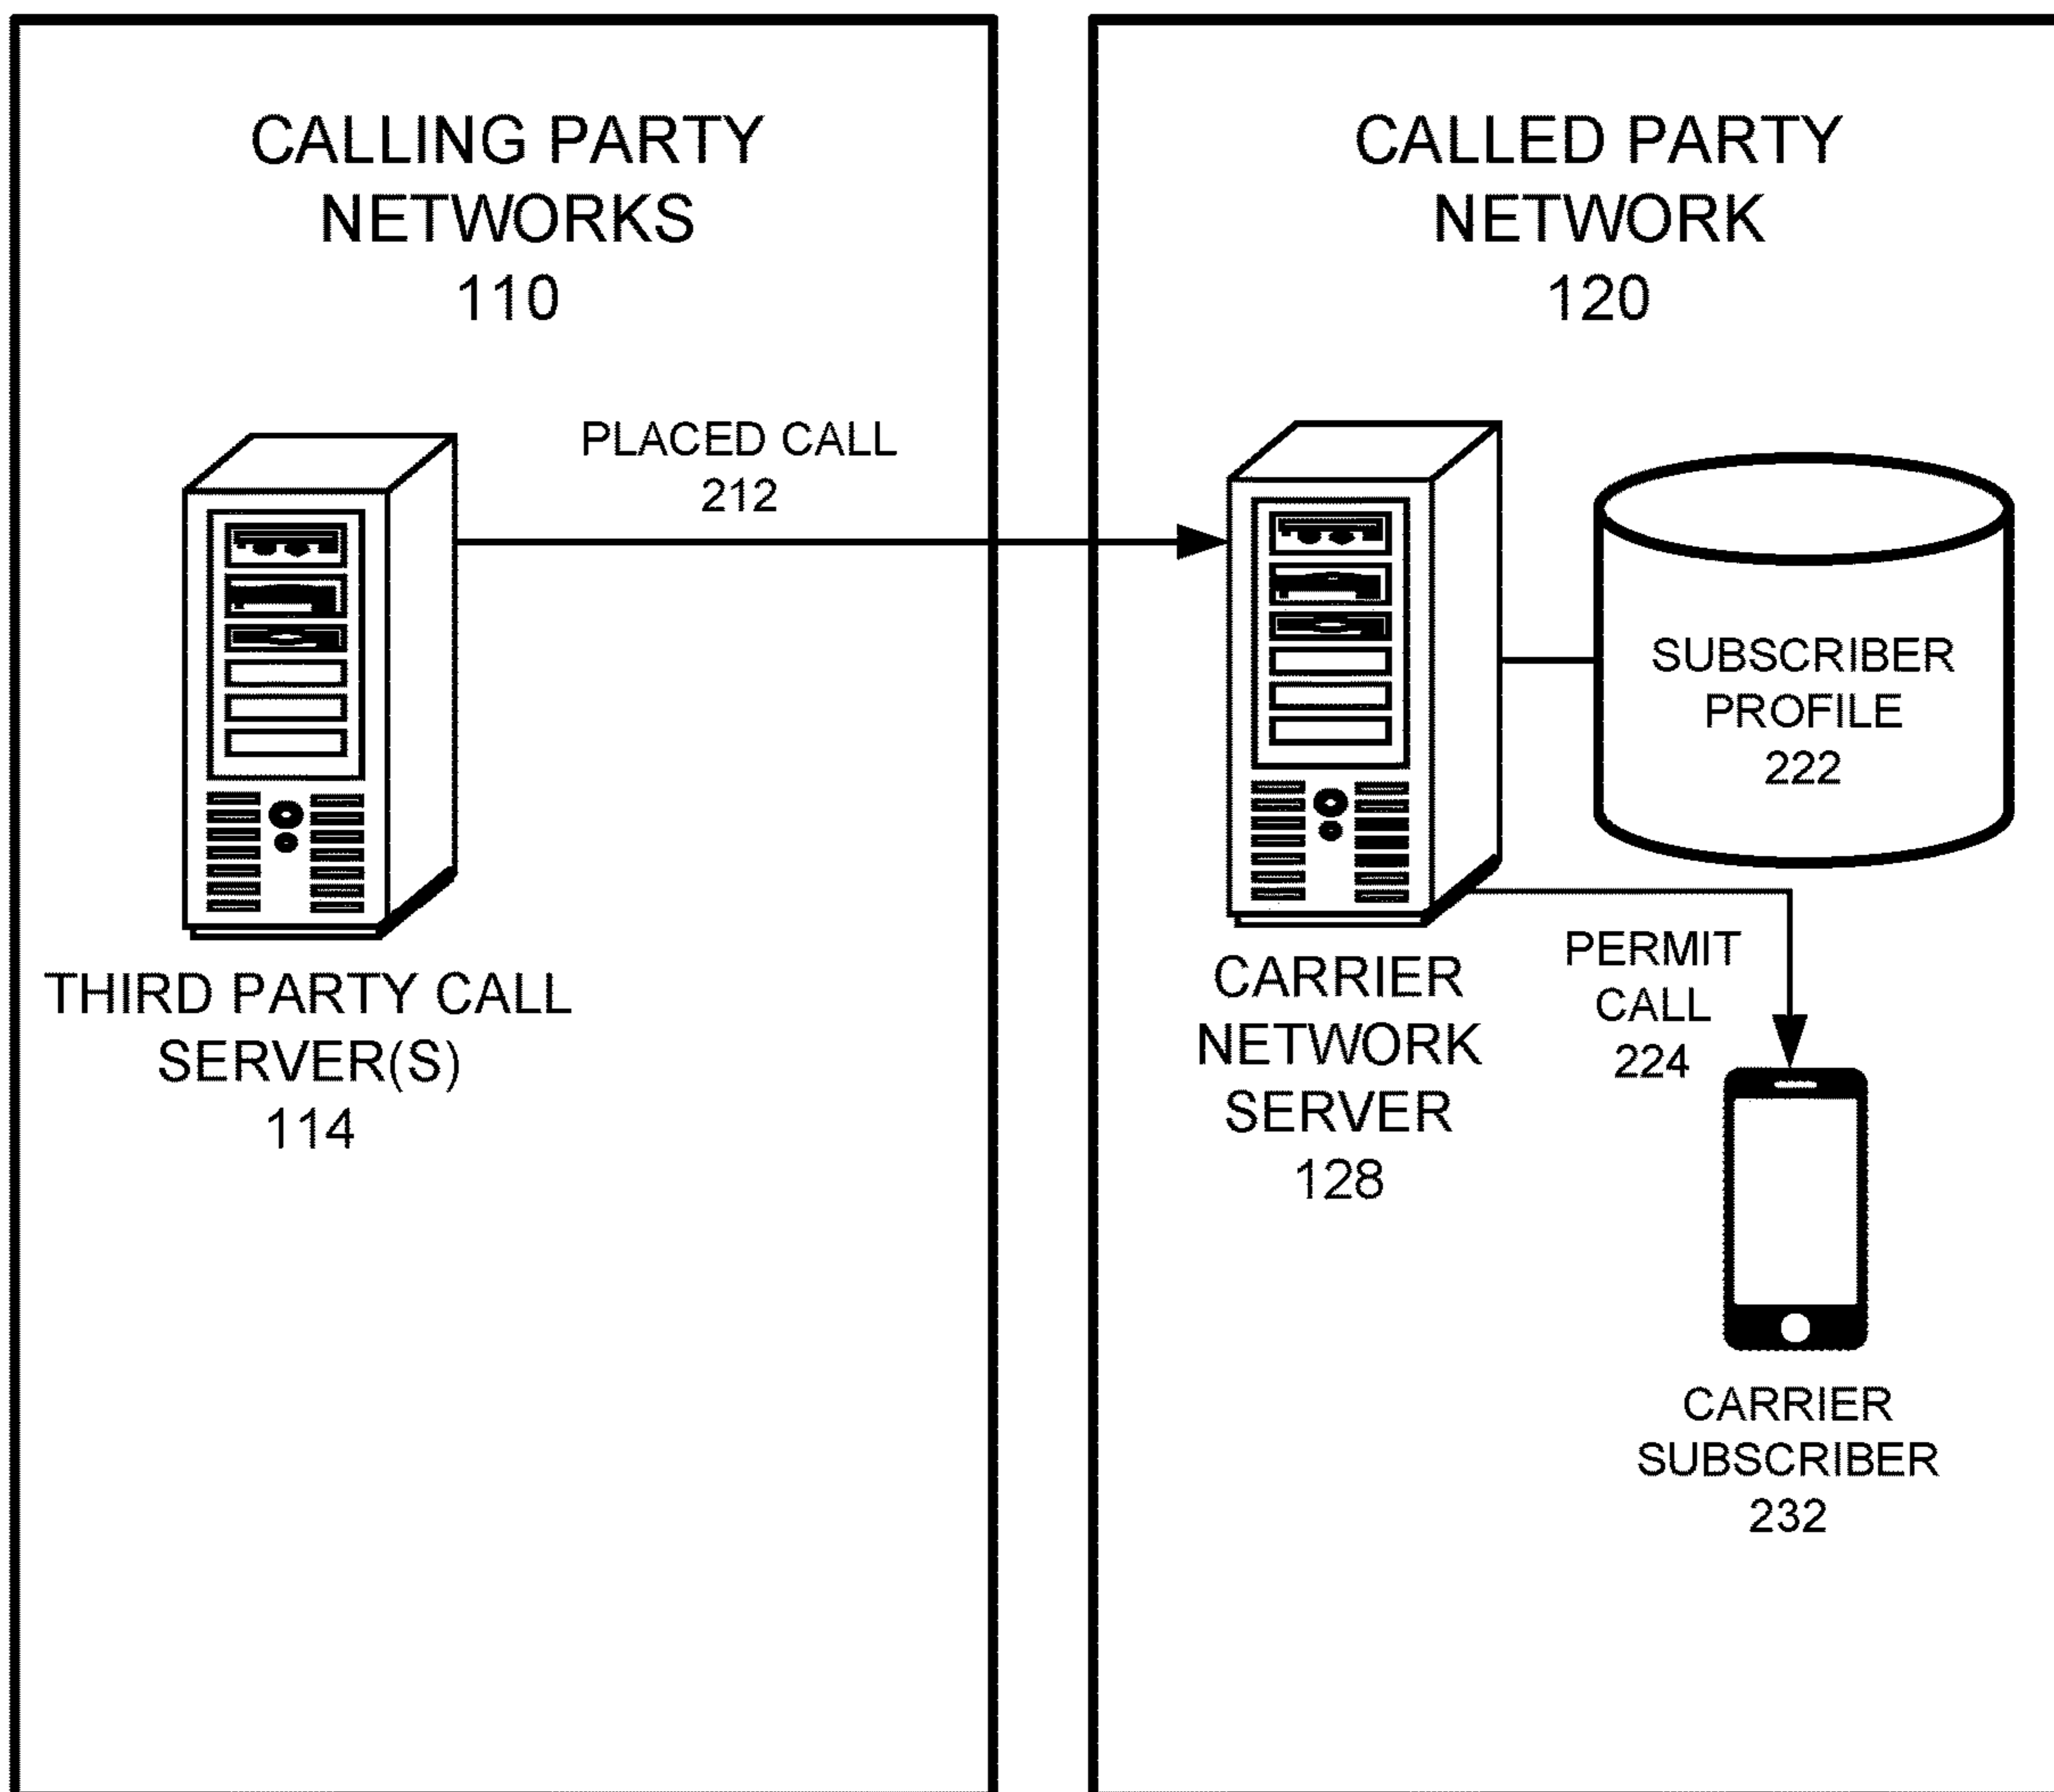 CALLING PARTY
NETWORKS
110
CALLED PARTY
NETWORK
120
PLACED CALL
212
SUBSCRIBER
PROFILE
222
THIRD PARTY CALL
SERVER(S)
114
CARRIER
NETWORK
SERVER
128
PERMIT
CALL
224
CARRIER
SUBSCRIBER
232